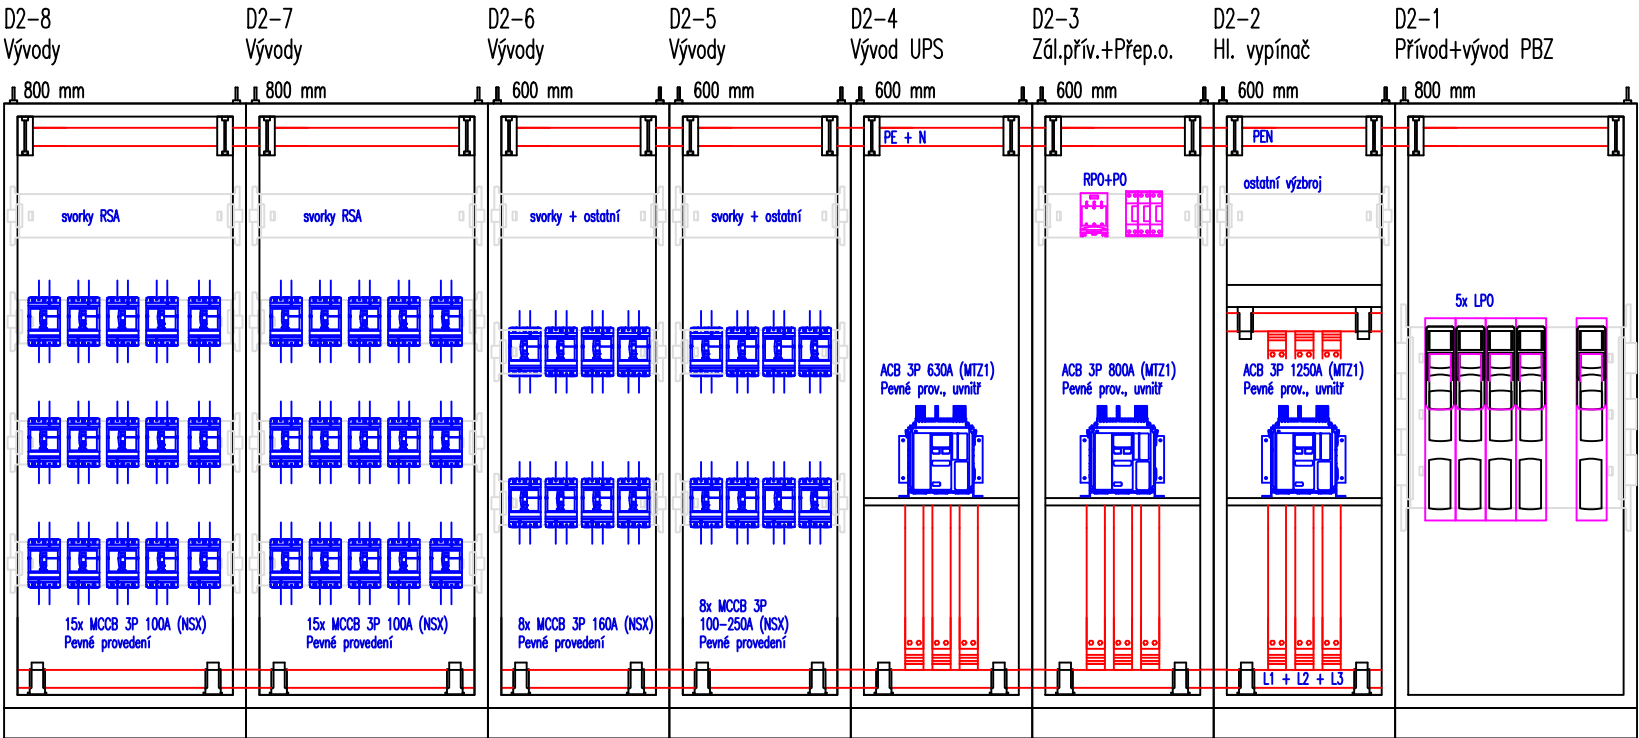 D2-8
Vývody
800 mm
D2-7
Vývody
800 mm
D2-6
Vývody
600 mm
D2-5
Vývody
600 mm
D2-4
Vývod UPS
600 mm
D2-3
Zál.přív.+Přep.o.
600 mm
D2-2
Hl. vypínač
600 mm
D2-1
Přívod+vývod PBZ
800 mm
svorky RSA
15x MCCB 3P 100A (NSX)
Pevné provedení
svorky RSA
15x MCCB 3P 100A (NSX)
Pevné provedení
svorky + ostatní
8x MCCB 3P 160A (NSX)
Pevné provedení
svorky + ostatní
8x MCCB 3P
100-250A (NSX)
Pevné provedení
PE + N
ACB 3P 630A (MTZ1)
Pevné prov., uvnitř
RPO+PO
ACB 3P 800A (MTZ1)
Pevné prov., uvnitř
PEN
ostatní výzbroj
ACB 3P 1250A (MTZ1)
Pevné prov., uvnitř
L1 + L2 + L3
5x LPO